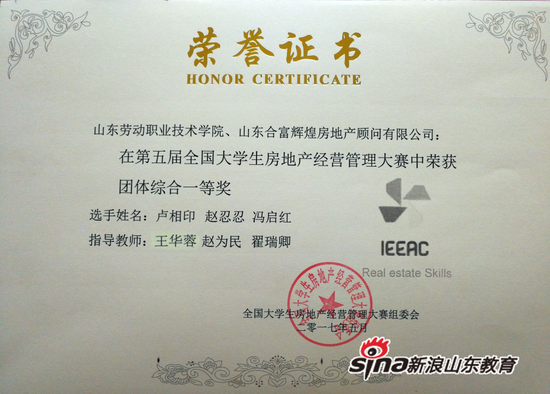 荣誉证书
HONOR CERTIFICATE
山东劳动职业技术学院、山东合富辉煌房地产顾问有限公司：
在第五届全国大学生房地产经营管理大赛中荣获
团体综合一等奖
选手姓名：卢相印 赵忍忍 冯启红
指导教师：王华蓉 赵为民 翟瑞卿
IEERC
Real estate Skills
全国大学生房地产经营管理大赛组委会
二〇一七年五月
sina新浪山东教育